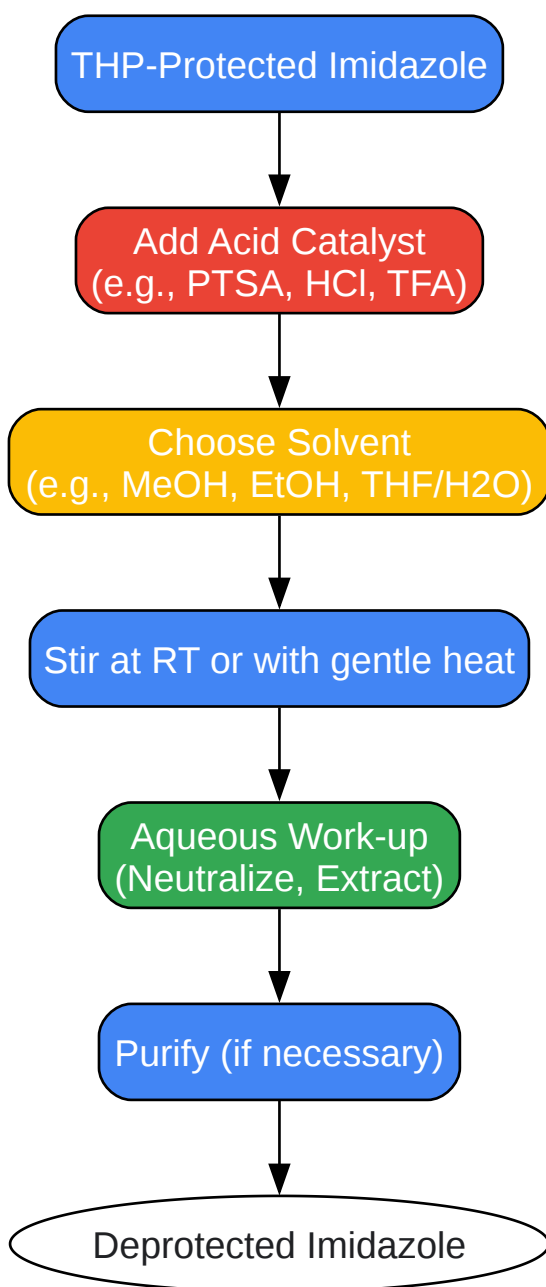 THP-Protected Imidazole
Add Acid Catalyst
(e.g., PTSA, HCl, TFA)
Choose Solvent
(e.g., MeOH, EtOH, THF/H2O)
Stir at RT or with gentle heat
Aqueous Work-up
(Neutralize, Extract)
Purify (if necessary)
Deprotected Imidazole